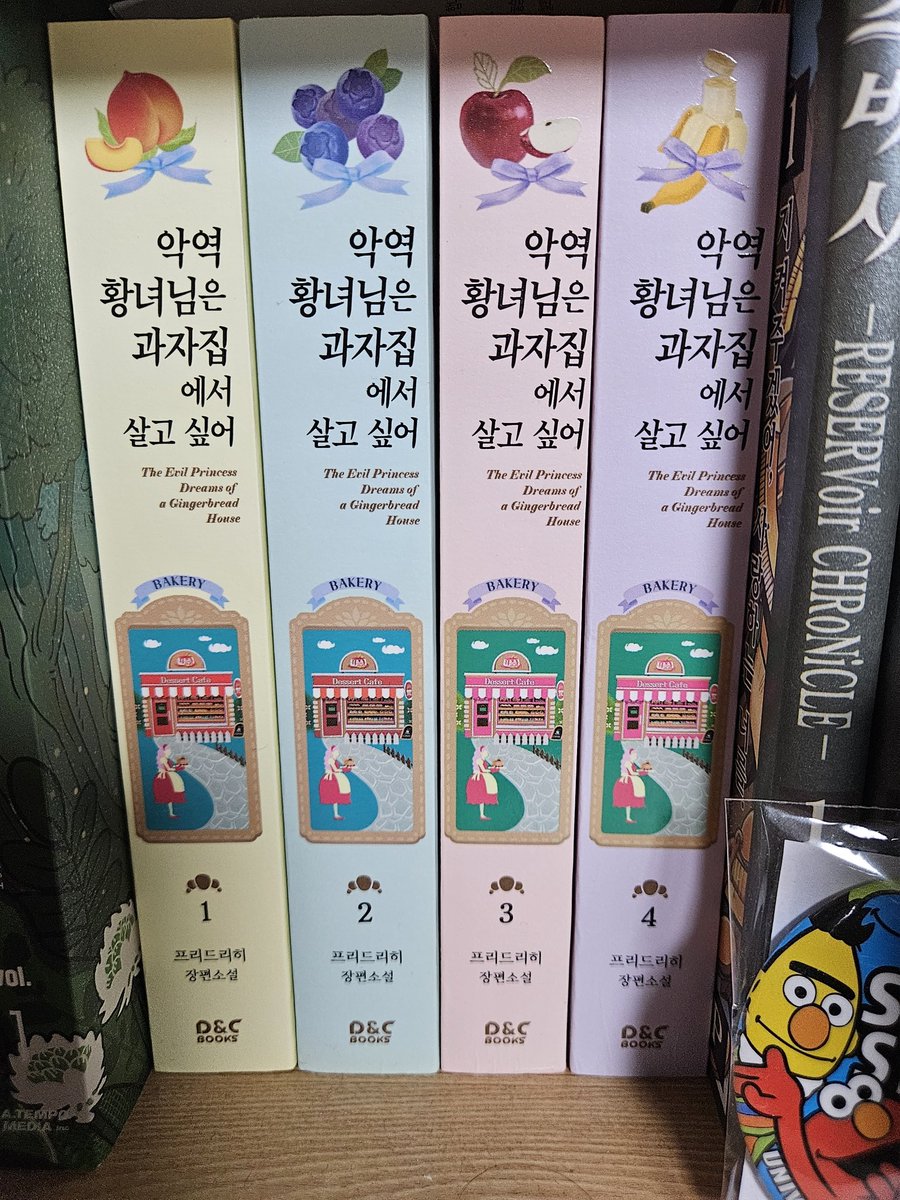 악역
황녀님은
과자집
에서
살고 싶어
The Evil Princess
Dreams of
a Gingerbread
House
BAKERY
Dessert Cafe
1
프리드리히
장편소설
D&C
BOOKS
악역
황녀님은
과자집
에서
살고 싶어
The Evil Princess
Dreams of
a Gingerbread
House
BAKERY
Dessert Cafe
2
프리드리히
장편소설
D&C
BOOKS
악역
황녀님은
과자집
에서
살고 싶어
The Evil Princess
Dreams of
a Gingerbread
House
BAKERY
Dessert Cafe
3
프리드리히
장편소설
D&C
BOOKS
악역
황녀님은
과자집
에서
살고 싶어
The Evil Princess
Dreams of
a Gingerbread
House
BAKERY
Dessert Cafe
4
프리드리히
장편소설
D&C
BOOKS
vol.
1
A.TEMPO
MEDIA Inc
1
-RESERVoir CHRoNiCLE-
1